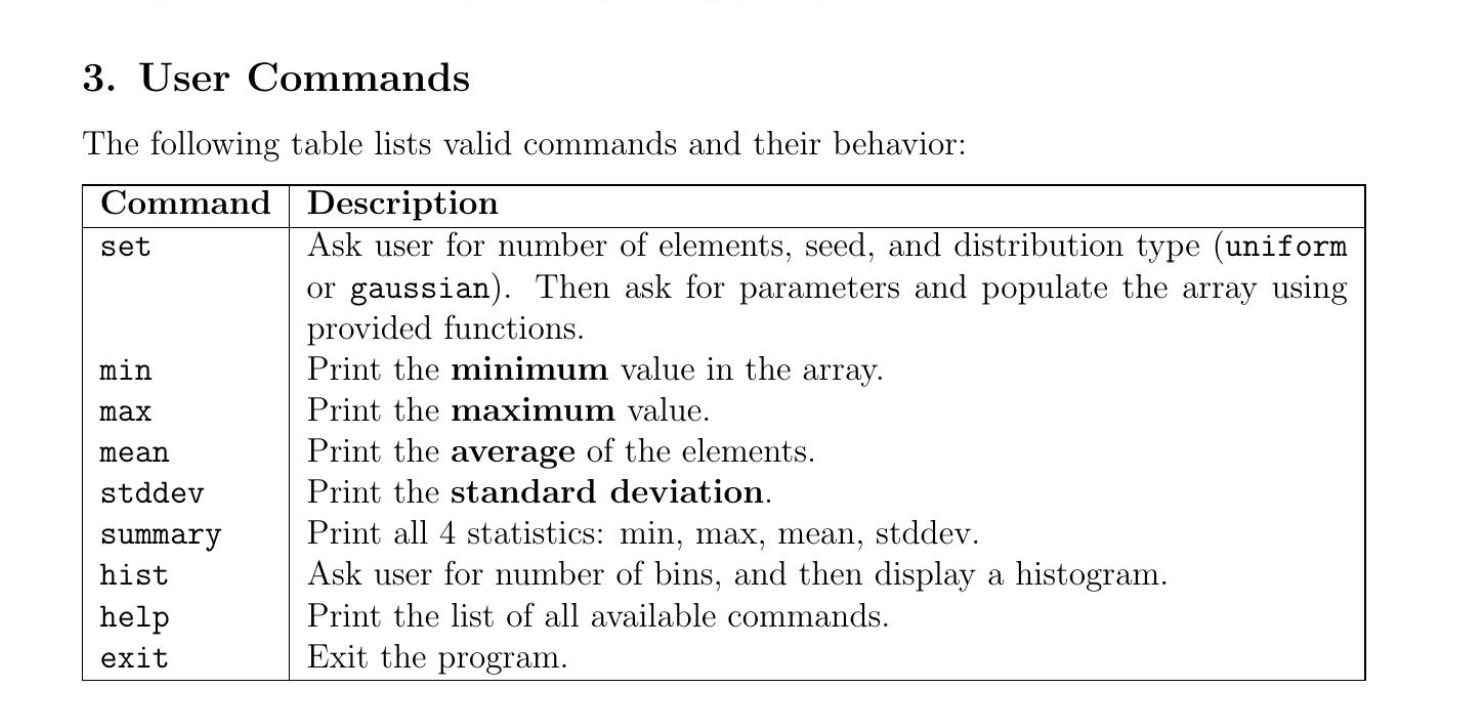 3. User Commands
The following table lists valid commands and their behavior:
Command Description
set Ask user for number of elements, seed, and distribution type (uniform
or gaussian). Then ask for parameters and populate the array using
provided functions.
min Print the minimum value in the array.
max Print the maximum value.
mean Print the average of the elements.
stddev Print the standard deviation.
summary Print all 4 statistics: min, max, mean, stddev.
hist Ask user for number of bins, and then display a histogram.
help Print the list of all available commands.
exit Exit the program.